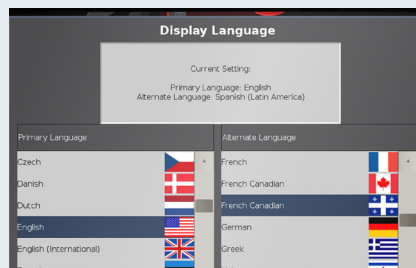 Display Language
Current Setting:
Primary Language: English
Alternate Language: Spanish (Latin America)
Primary Language
Alternate Language
Czech
French
Danish
French Canadian
Dutch
French Canadian
English
German
English (International)
Greek